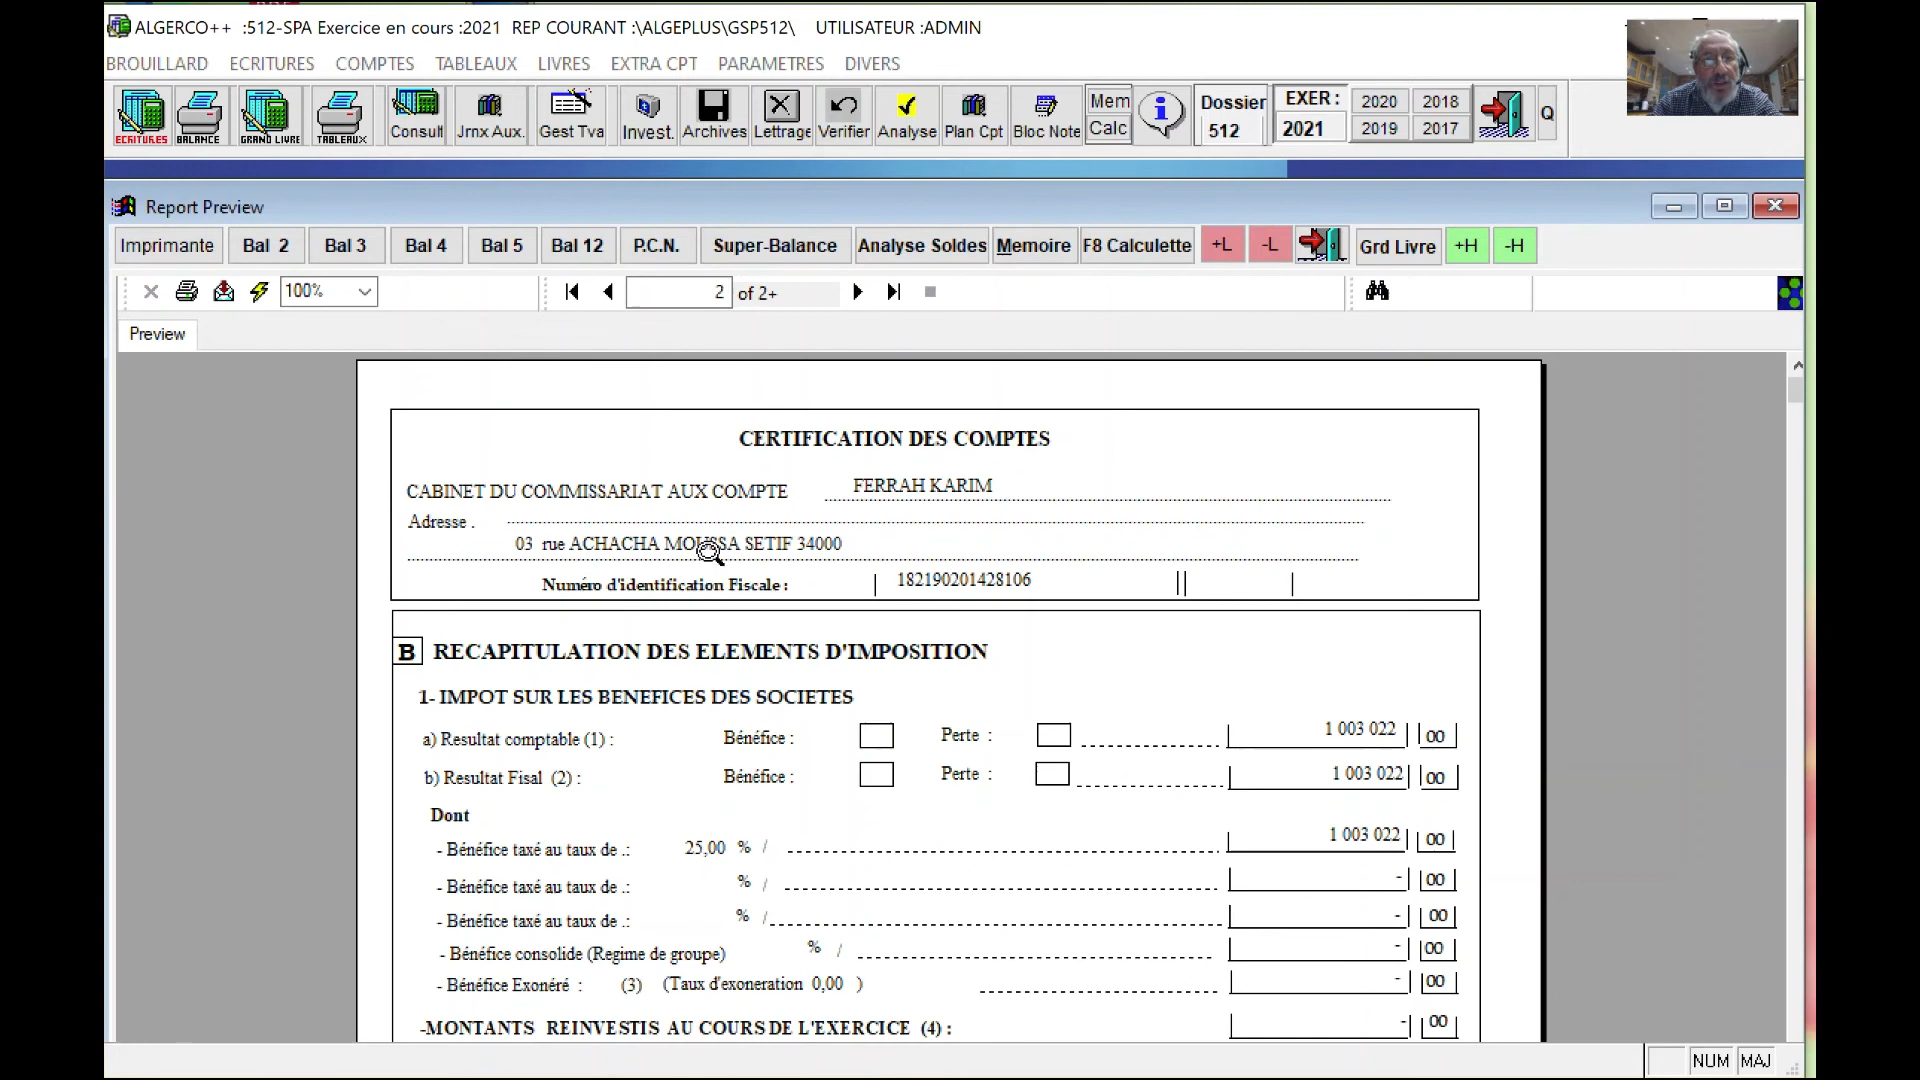 ALGERCO++ :512-SPA Exercice en cours :2021 REP COURANT :\ALGEPLUS\GSP512\ UTILISATEUR :ADMIN
BROUILLARD ECRITURES COMPTES TABLEAUX LIVRES EXTRA CPT PARAMETRES DIVERS
ECRITURES BALANCE GRAND LIVRE TABLEAUX Consult Jrnx Aux. Gest Tva Invest. Archives Lettrage Verifier Analyse Plan Cpt Bloc Note Mem Calc Dossier 512 EXER : 2021 2020 2019 2018 2017 Q
Report Preview
Imprimante Bal 2 Bal 3 Bal 4 Bal 5 Bal 12 P.C.N. Super-Balance Analyse Soldes Memoire F8 Calculette +L -L Grd Livre +H -H
100% 2 of 2+
Preview
CERTIFICATION DES COMPTES
CABINET DU COMMISSARIAT AUX COMPTE FERRAH KARIM
Adresse .
03 rue ACHACHA MOUSSA SETIF 34000
Numéro d'identification Fiscale : 182190201428106
B RECAPITULATION DES ELEMENTS D'IMPOSITION
1- IMPOT SUR LES BENEFICES DES SOCIETES
a) Resultat comptable (1) : Bénéfice : Perte : 1 003 022 00
b) Resultat Fisal (2) : Bénéfice : Perte : 1 003 022 00
Dont
- Bénéfice taxé au taux de .: 25,00 % / 1 003 022 00
- Bénéfice taxé au taux de .: % / - 00
- Bénéfice taxé au taux de .: % / - 00
- Bénéfice consolide (Regime de groupe) % / - 00
- Bénéfice Exonéré : (3) (Taux d'exoneration 0,00 ) - 00
-MONTANTS REINVESTIS AU COURS DE L'EXERCICE (4) : - 00
NUM MAJ